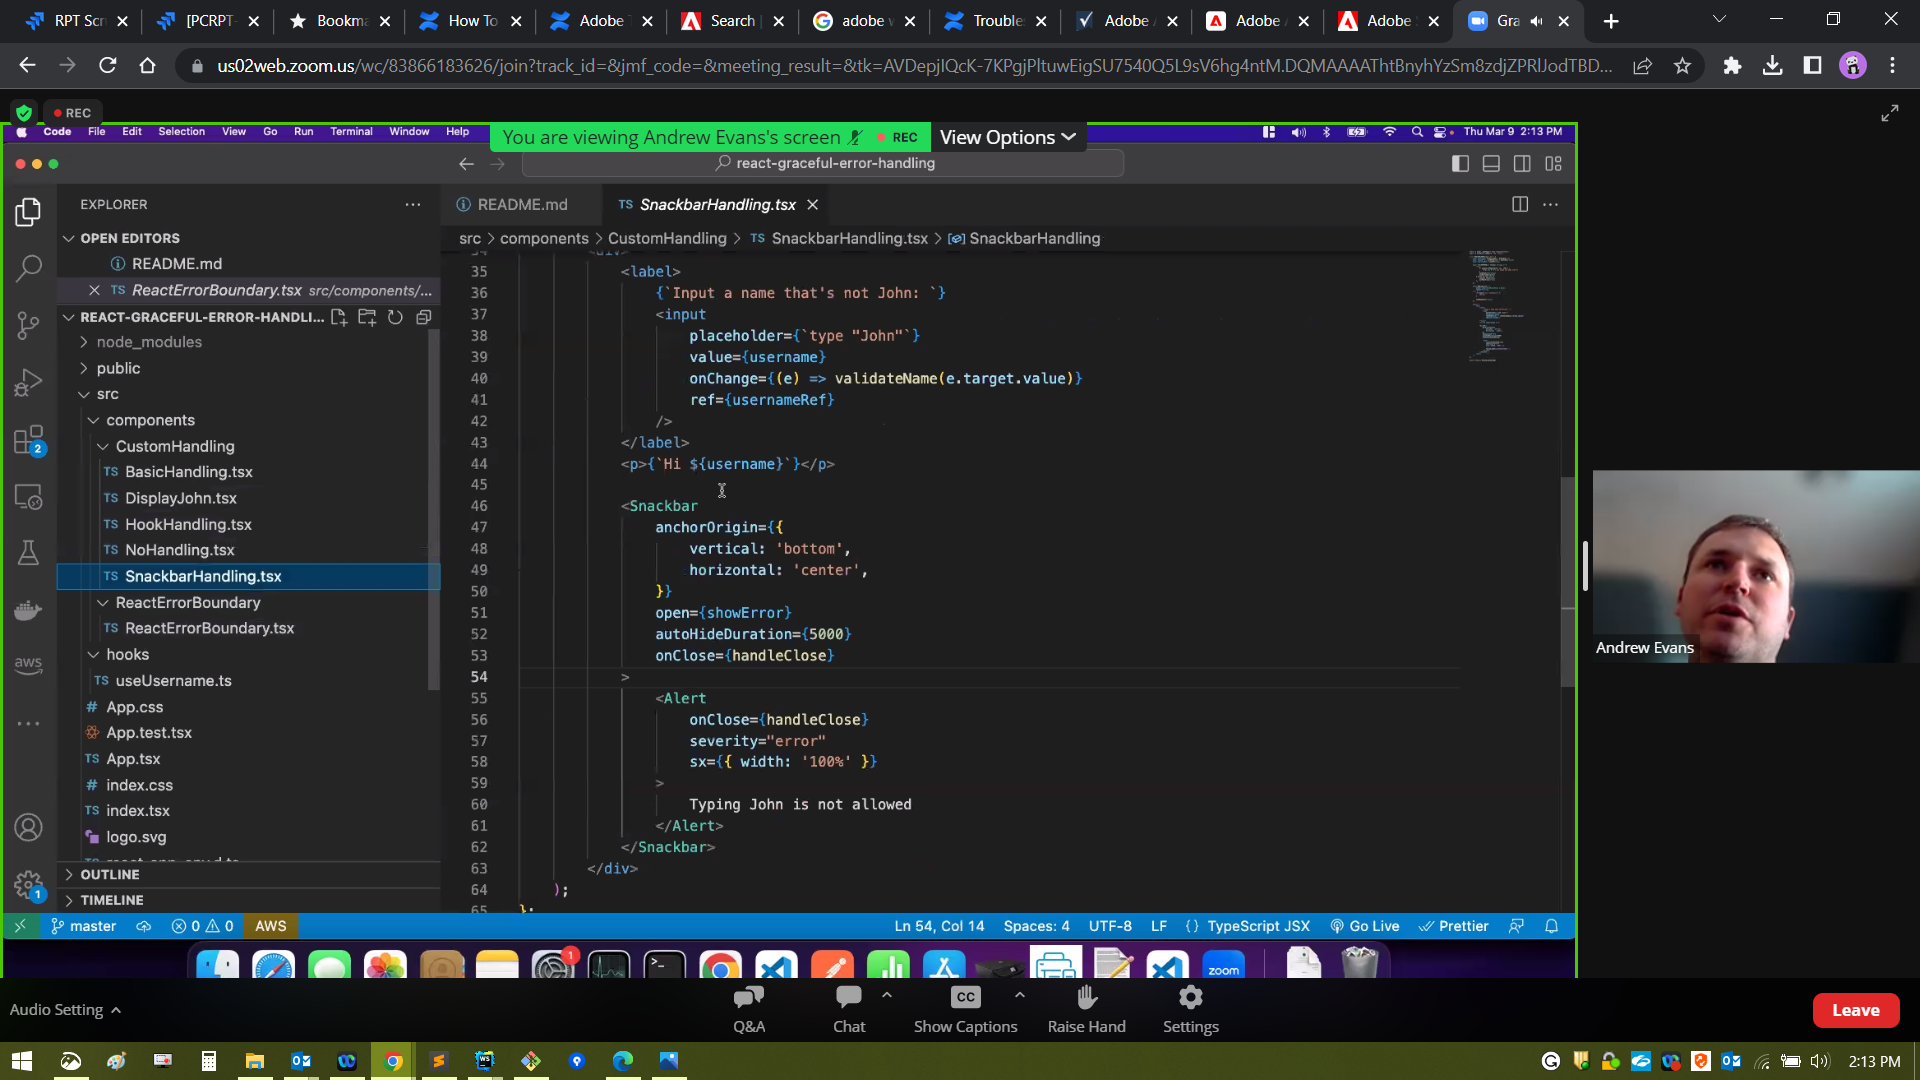 RPT Scr
[PCRPT-
Bookma
How To
Adobe T
Search |
adobe w
Trouble
Adobe A
Adobe
Adobe
Gra
us02web.zoom.us/wc/83866183626/join?track_id=&jmf_code=&meeting_result=&tk=AVDepjIQcK-7KPgjPltuwEigSU7540Q5L9sV6hg4ntM.DQMAAAAThtBnyhYzSm8zdjZPRlJodTBD...
REC
Code File Edit Selection View Go Run Terminal Window Help
You are viewing Andrew Evans's screen REC View Options
Thu Mar 9 2:13 PM
react-graceful-error-handling
EXPLORER
README.md
TS SnackbarHandling.tsx
OPEN EDITORS
src > components > CustomHandling > TS SnackbarHandling.tsx > SnackbarHandling
README.md
TS ReactErrorBoundary.tsx src/components/...
REACT-GRACEFUL-ERROR-HANDLI...
node_modules
public
src
components
CustomHandling
TS BasicHandling.tsx
TS DisplayJohn.tsx
TS HookHandling.tsx
TS NoHandling.tsx
TS SnackbarHandling.tsx
ReactErrorBoundary
TS ReactErrorBoundary.tsx
hooks
TS useUsername.ts
# App.css
App.test.tsx
TS App.tsx
# index.css
TS index.tsx
logo.svg
OUTLINE
TIMELINE
2
aws
1
34 <div>
35 <label>
36 {`Input a name that's not John: `}
37 <input
38 placeholder={`type "John"`}
39 value={username}
40 onChange={(e) => validateName(e.target.value)}
41 ref={usernameRef}
42 />
43 </label>
44 <p>{`Hi ${username}`}</p>
45
46 <Snackbar
47 anchorOrigin={{
48 vertical: 'bottom',
49 horizontal: 'center',
50 }}
51 open={showError}
52 autoHideDuration={5000}
53 onClose={handleClose}
54 >
55 <Alert
56 onClose={handleClose}
57 severity="error"
58 sx={{ width: '100%' }}
59 >
60 Typing John is not allowed
61 </Alert>
62 </Snackbar>
63 </div>
64 );
65 };
Andrew Evans
master 0 0 AWS Ln 54, Col 14 Spaces: 4 UTF-8 LF {} TypeScript JSX Go Live Prettier
1
zoom
Audio Setting
CC
Q&A
Chat
Show Captions
Raise Hand
Settings
Leave
2:13 PM